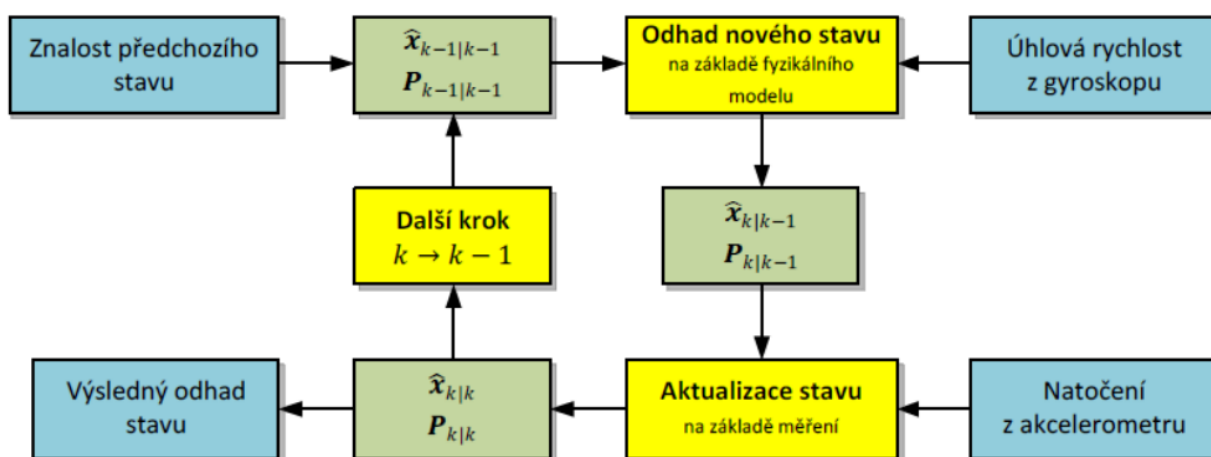 Znalost předchozího
stavu
x̂ₖ₋₁|ₖ₋₁
Pₖ₋₁|ₖ₋₁
Odhad nového stavu
na základě fyzikálního
modelu
Úhlová rychlost
z gyroskopu
Další krok
k → k − 1
x̂ₖ|ₖ₋₁
Pₖ|ₖ₋₁
Výsledný odhad
stavu
x̂ₖ|ₖ
Pₖ|ₖ
Aktualizace stavu
na základě měření
Natočení
z akcelerometru